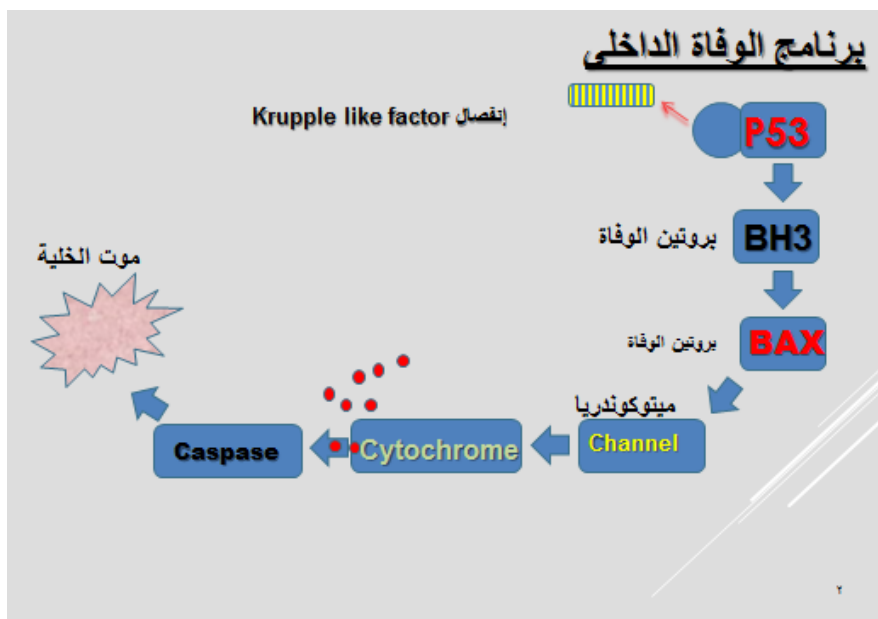 برنامج الوفاة الداخلى
إنفصال Krupple like factor
P53
بروتين الوفاة
BH3
بروتين الوفاة
BAX
ميتوكوندريا
Channel
Cytochrome
Caspase
موت الخلية
٢